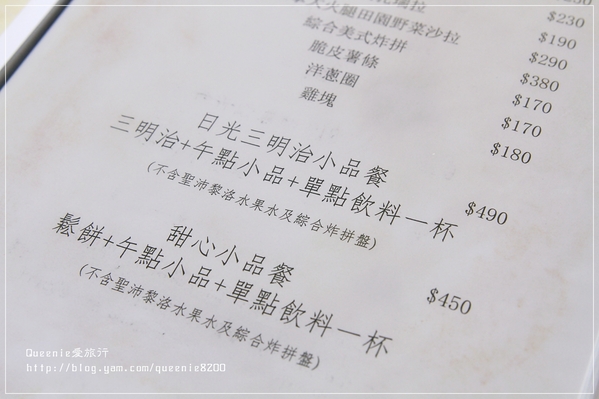 $230
火腿田園野菜沙拉 $190
綜合美式炸拼 $290
脆皮薯條 $380
洋蔥圈 $170
雞塊 $170
$180
日光三明治小品餐
三明治+午點小品+單點飲料一杯 $490
(不含聖沛黎洛水果水及綜合炸拼盤)
甜心小品餐
鬆餅+午點小品+單點飲料一杯 $450
(不含聖沛黎洛水果水及綜合炸拼盤)
Queenie愛旅行
http://blog.yam.com/queenie8200